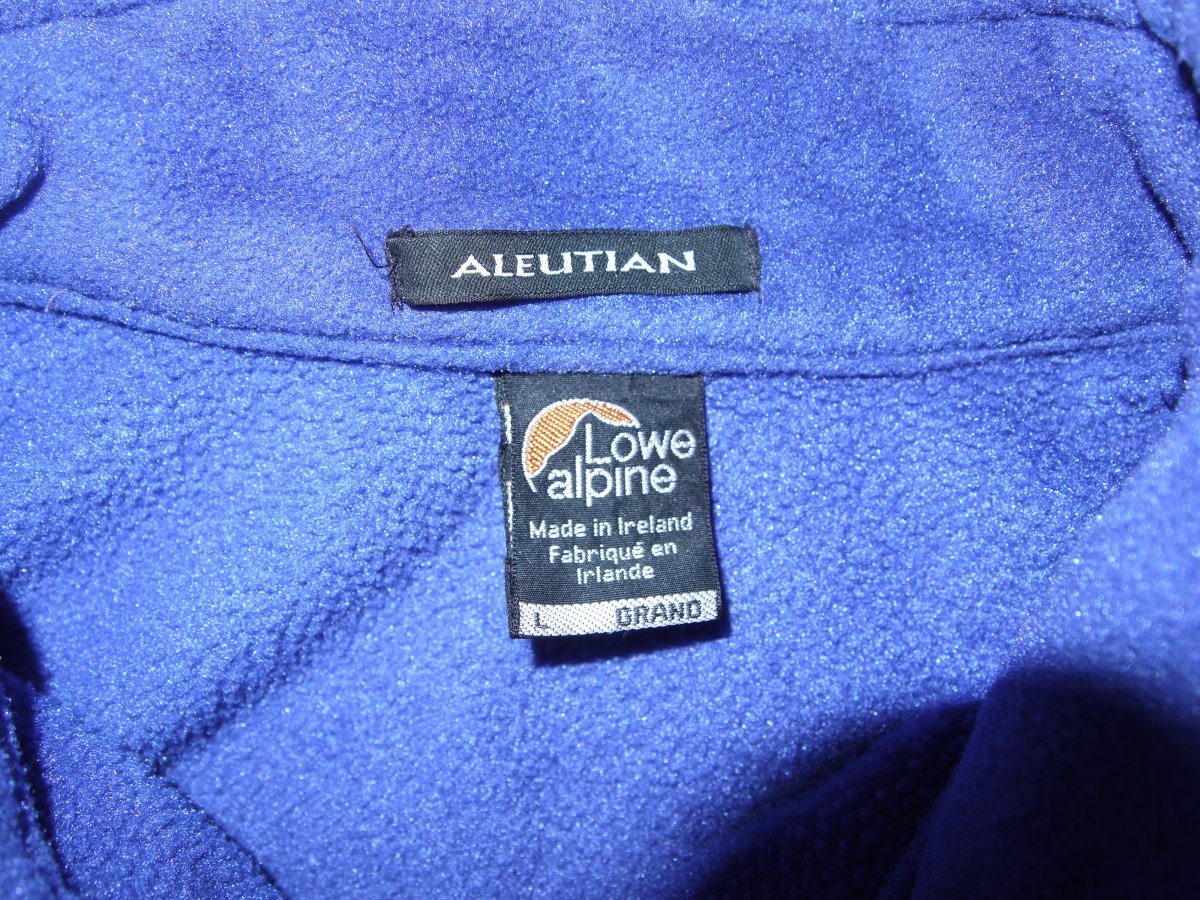 ALEUTIAN
Lowe
alpine
Made in Ireland
Fabriqué en
Irlande
L GRAND